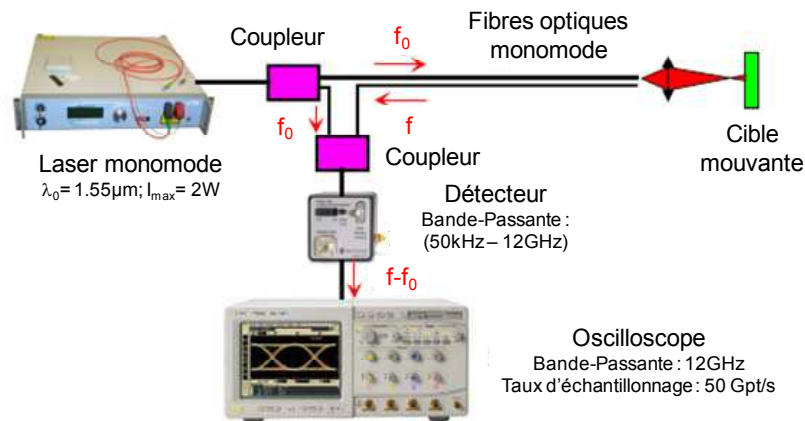 Coupleur
f₀
Fibres optiques
monomode
f₀
f
Cible
mouvante
Laser monomode
λ₀= 1.55µm; Iₘₐₓ= 2W
Coupleur
Détecteur
Bande-Passante :
(50kHz – 12GHz)
f-f₀
Oscilloscope
Bande-Passante : 12GHz
Taux d'échantillonnage : 50 Gpt/s